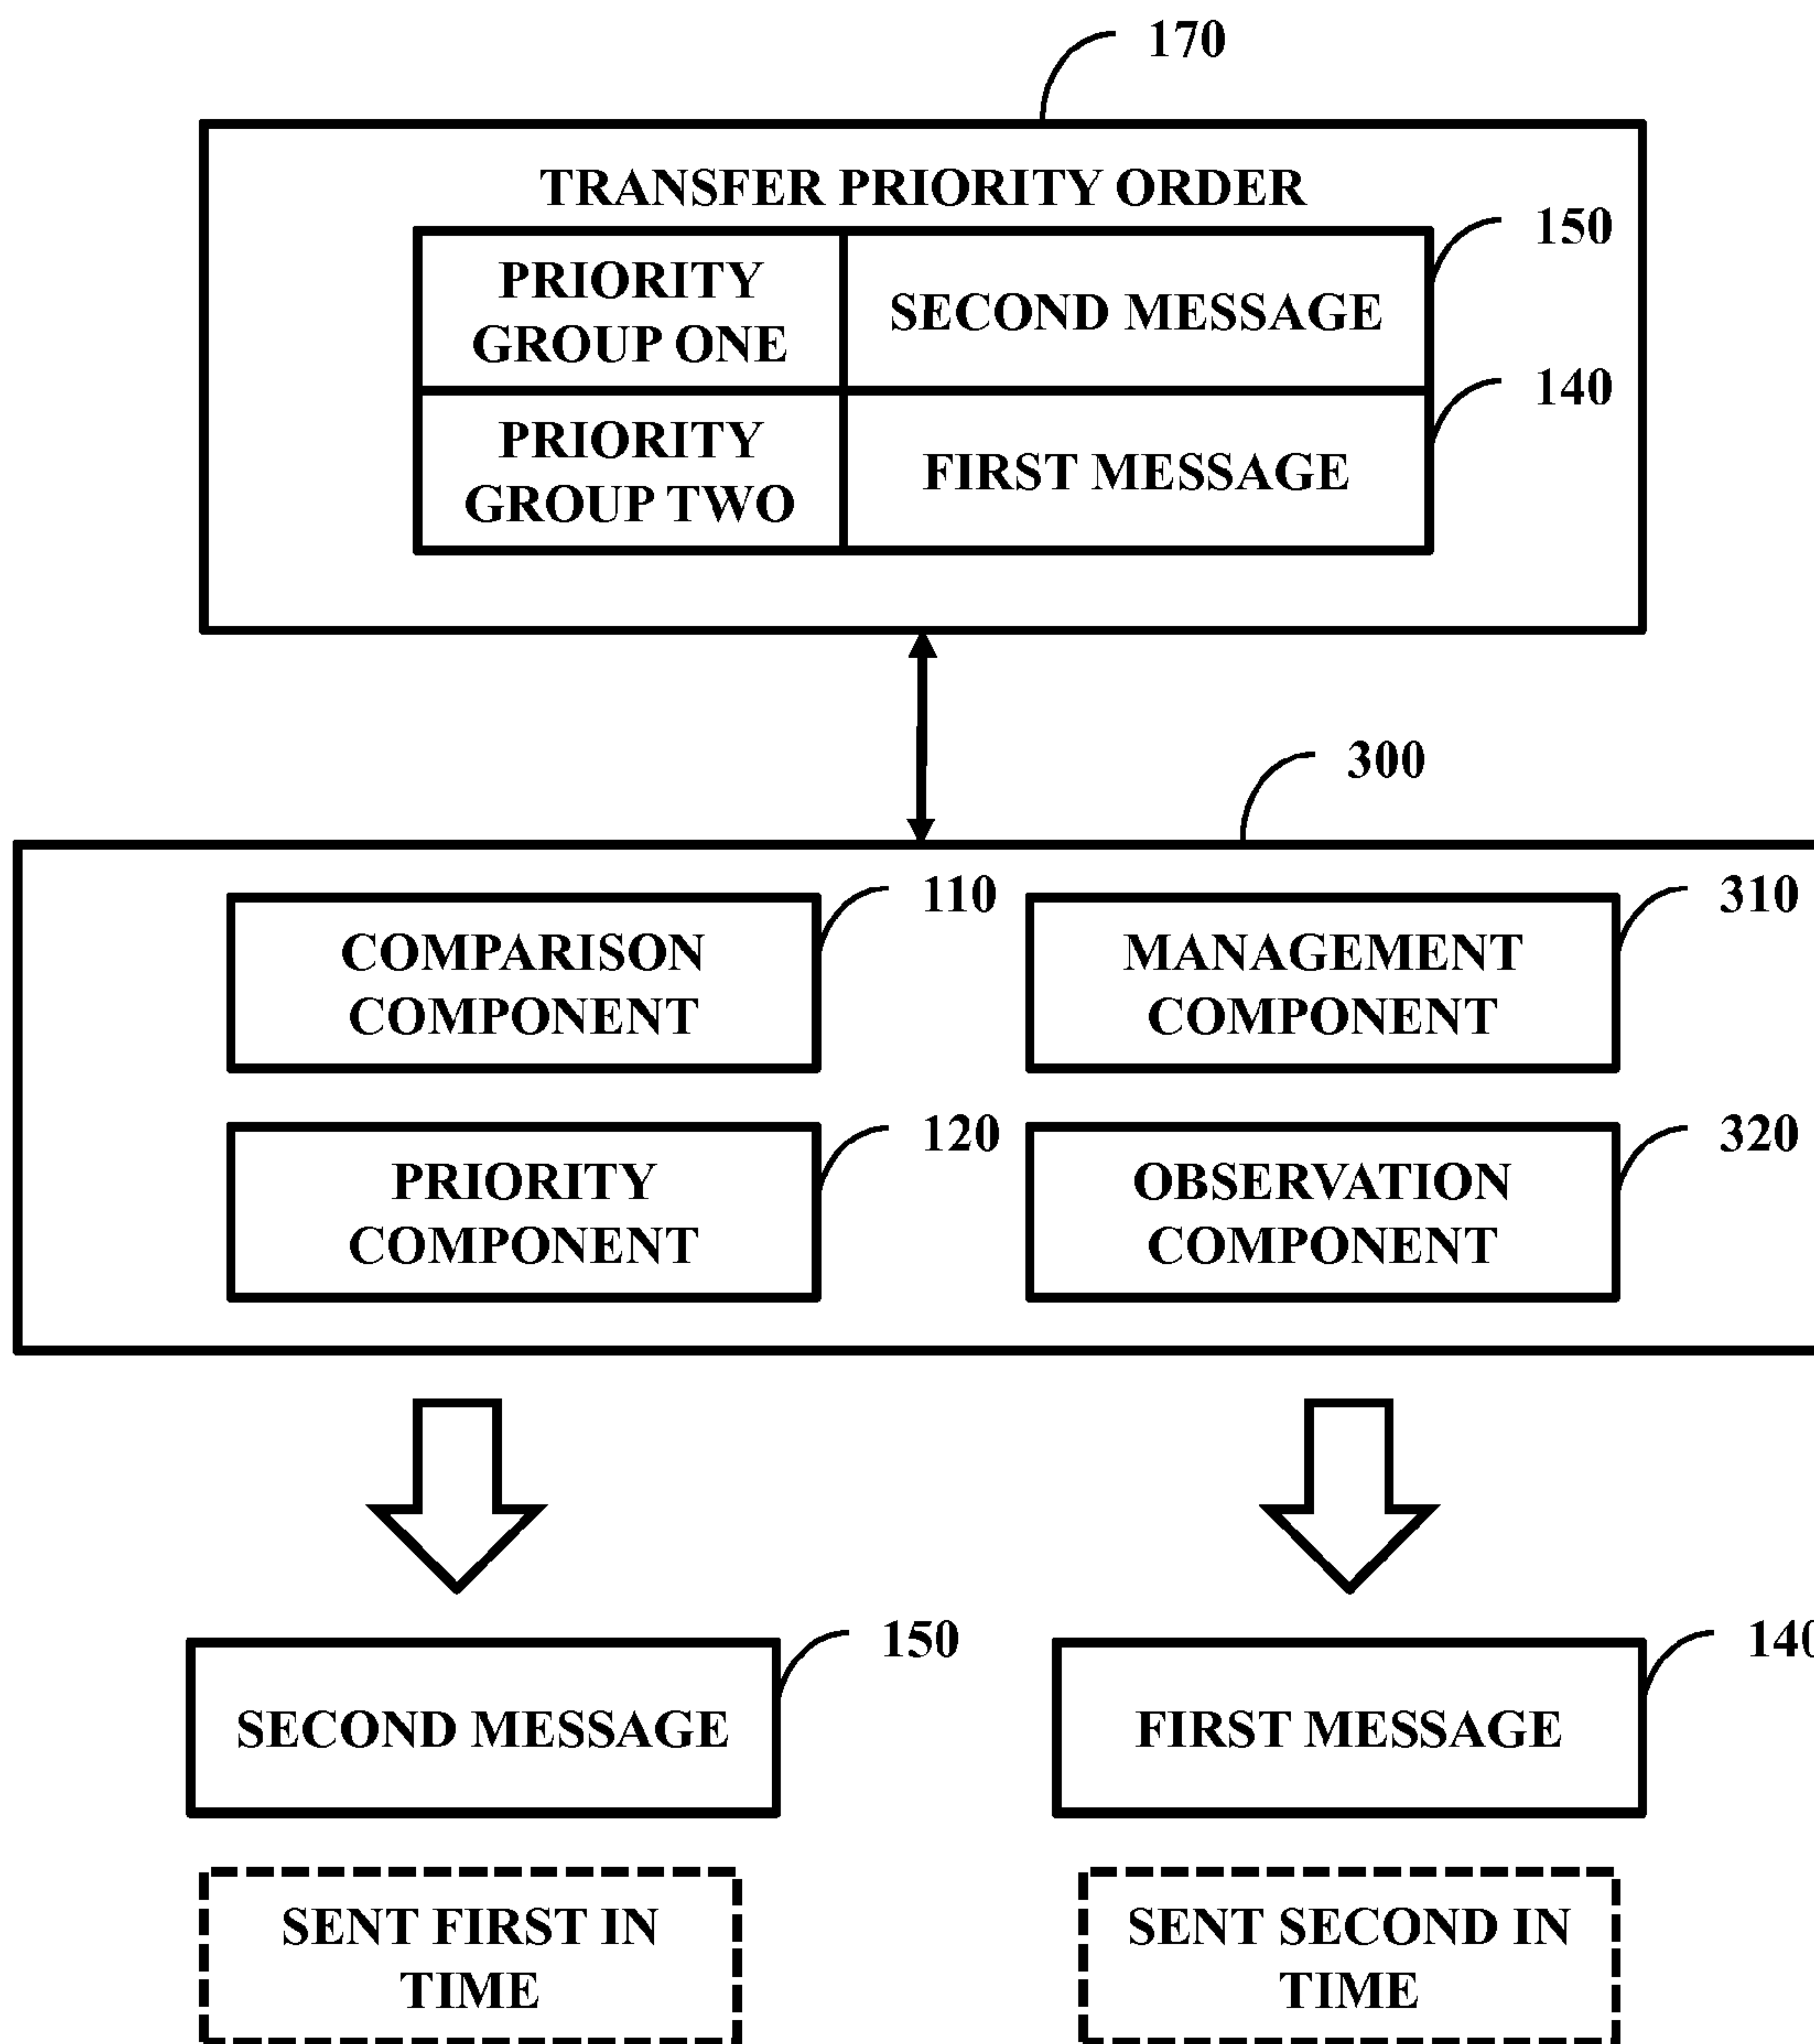 170
TRANSFER PRIORITY ORDER
150
PRIORITY
GROUP ONE
SECOND MESSAGE
140
PRIORITY
GROUP TWO
FIRST MESSAGE
300
110
310
COMPARISON
COMPONENT
MANAGEMENT
COMPONENT
120
320
PRIORITY
COMPONENT
OBSERVATION
COMPONENT
150
140
SECOND MESSAGE
FIRST MESSAGE
SENT FIRST IN
TIME
SENT SECOND IN
TIME